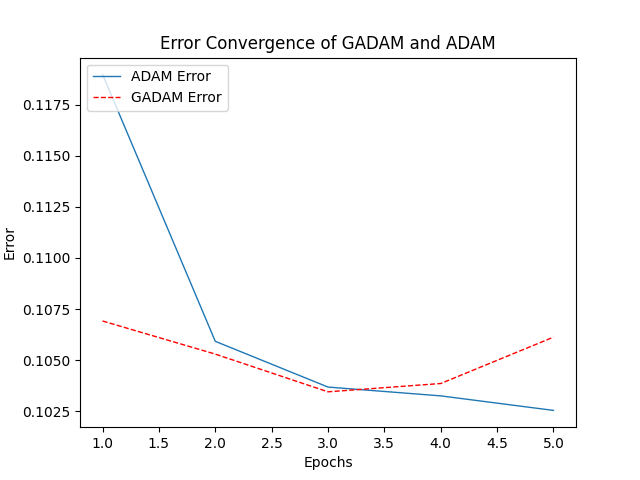 Error Convergence of GADAM and ADAM
ADAM Error
GADAM Error
0.1175
0.1150
0.1125
0.1100
0.1075
0.1050
0.1025
Error
1.0 1.5 2.0 2.5 3.0 3.5 4.0 4.5 5.0
Epochs